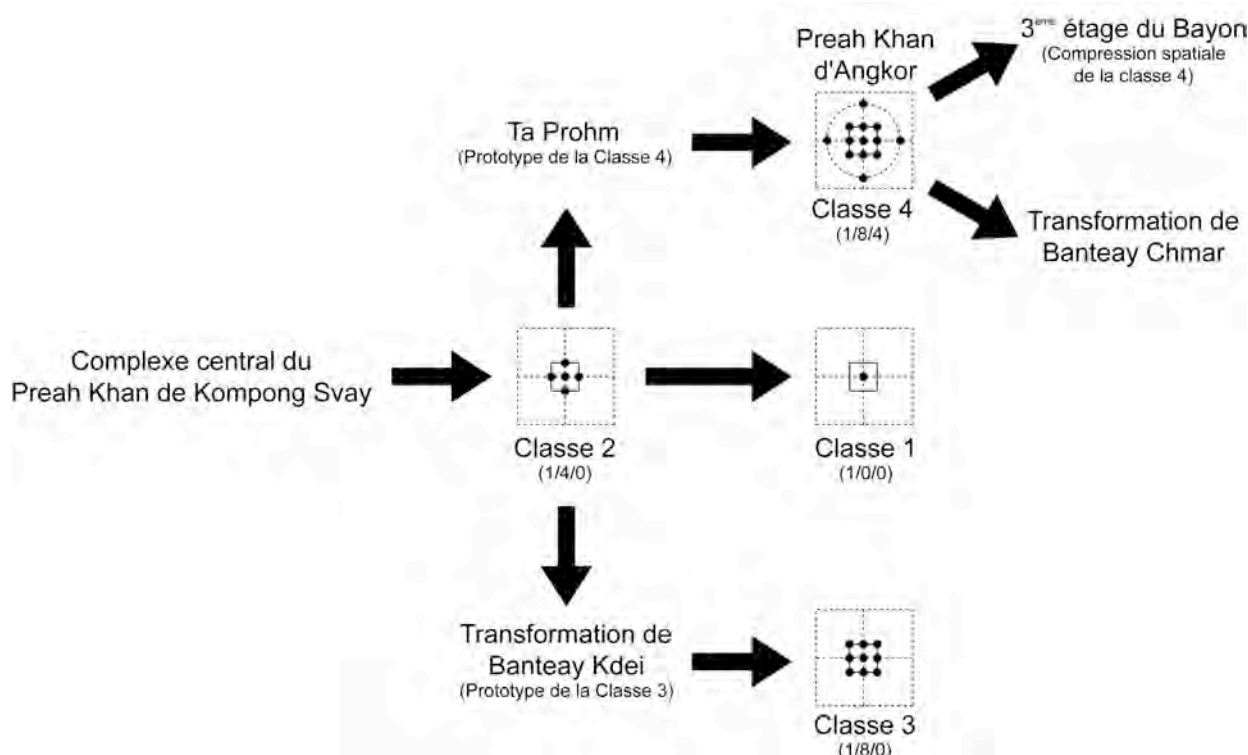 3ème étage du Bayon
(Compression spatiale
de la classe 4)
Preah Khan
d'Angkor
Ta Prohm
(Prototype de la Classe 4)
Classe 4
(1/8/4)
Transformation de
Banteay Chmar
Complexe central du
Preah Khan de Kompong Svay
Classe 2
(1/4/0)
Classe 1
(1/0/0)
Transformation de
Banteay Kdei
(Prototype de la Classe 3)
Classe 3
(1/8/0)